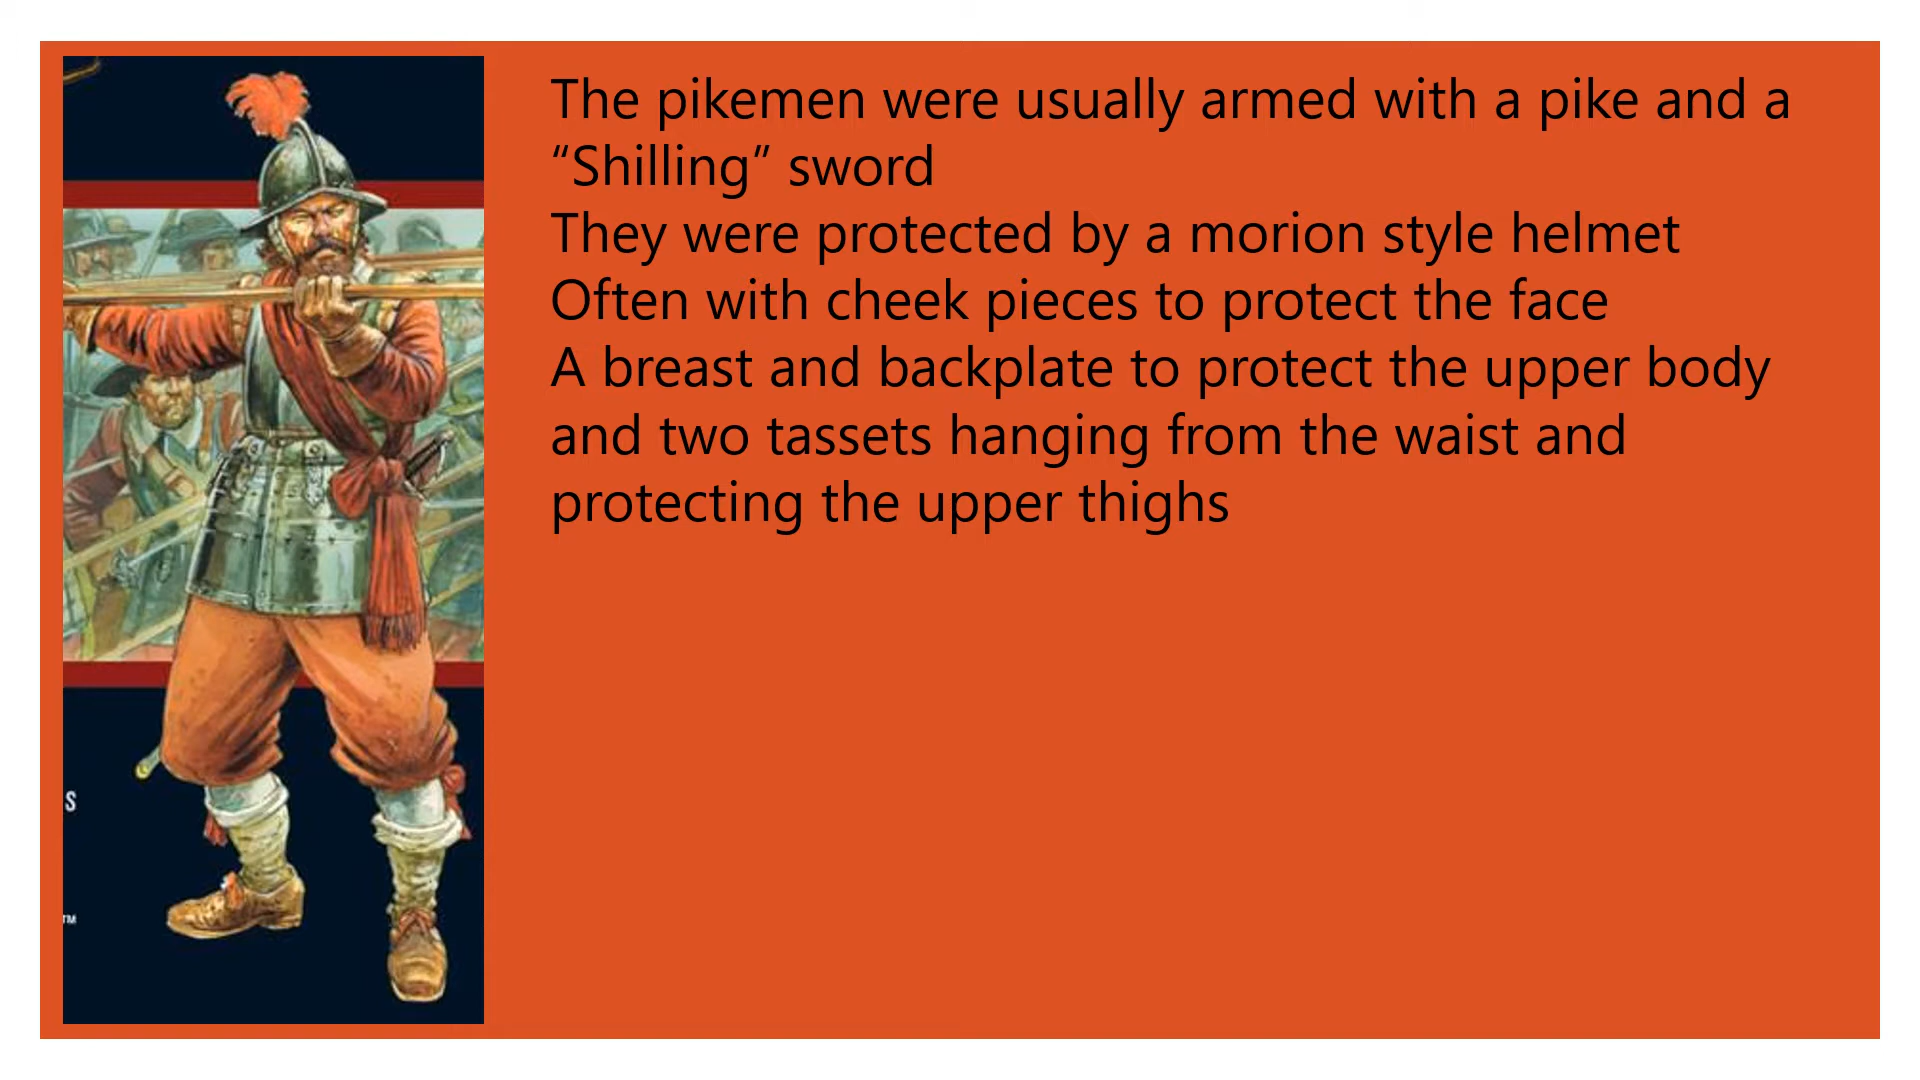 The pikemen were usually armed with a pike and a
“Shilling” sword
They were protected by a morion style helmet
Often with cheek pieces to protect the face
A breast and backplate to protect the upper body
and two tassets hanging from the waist and
protecting the upper thighs
S
TM